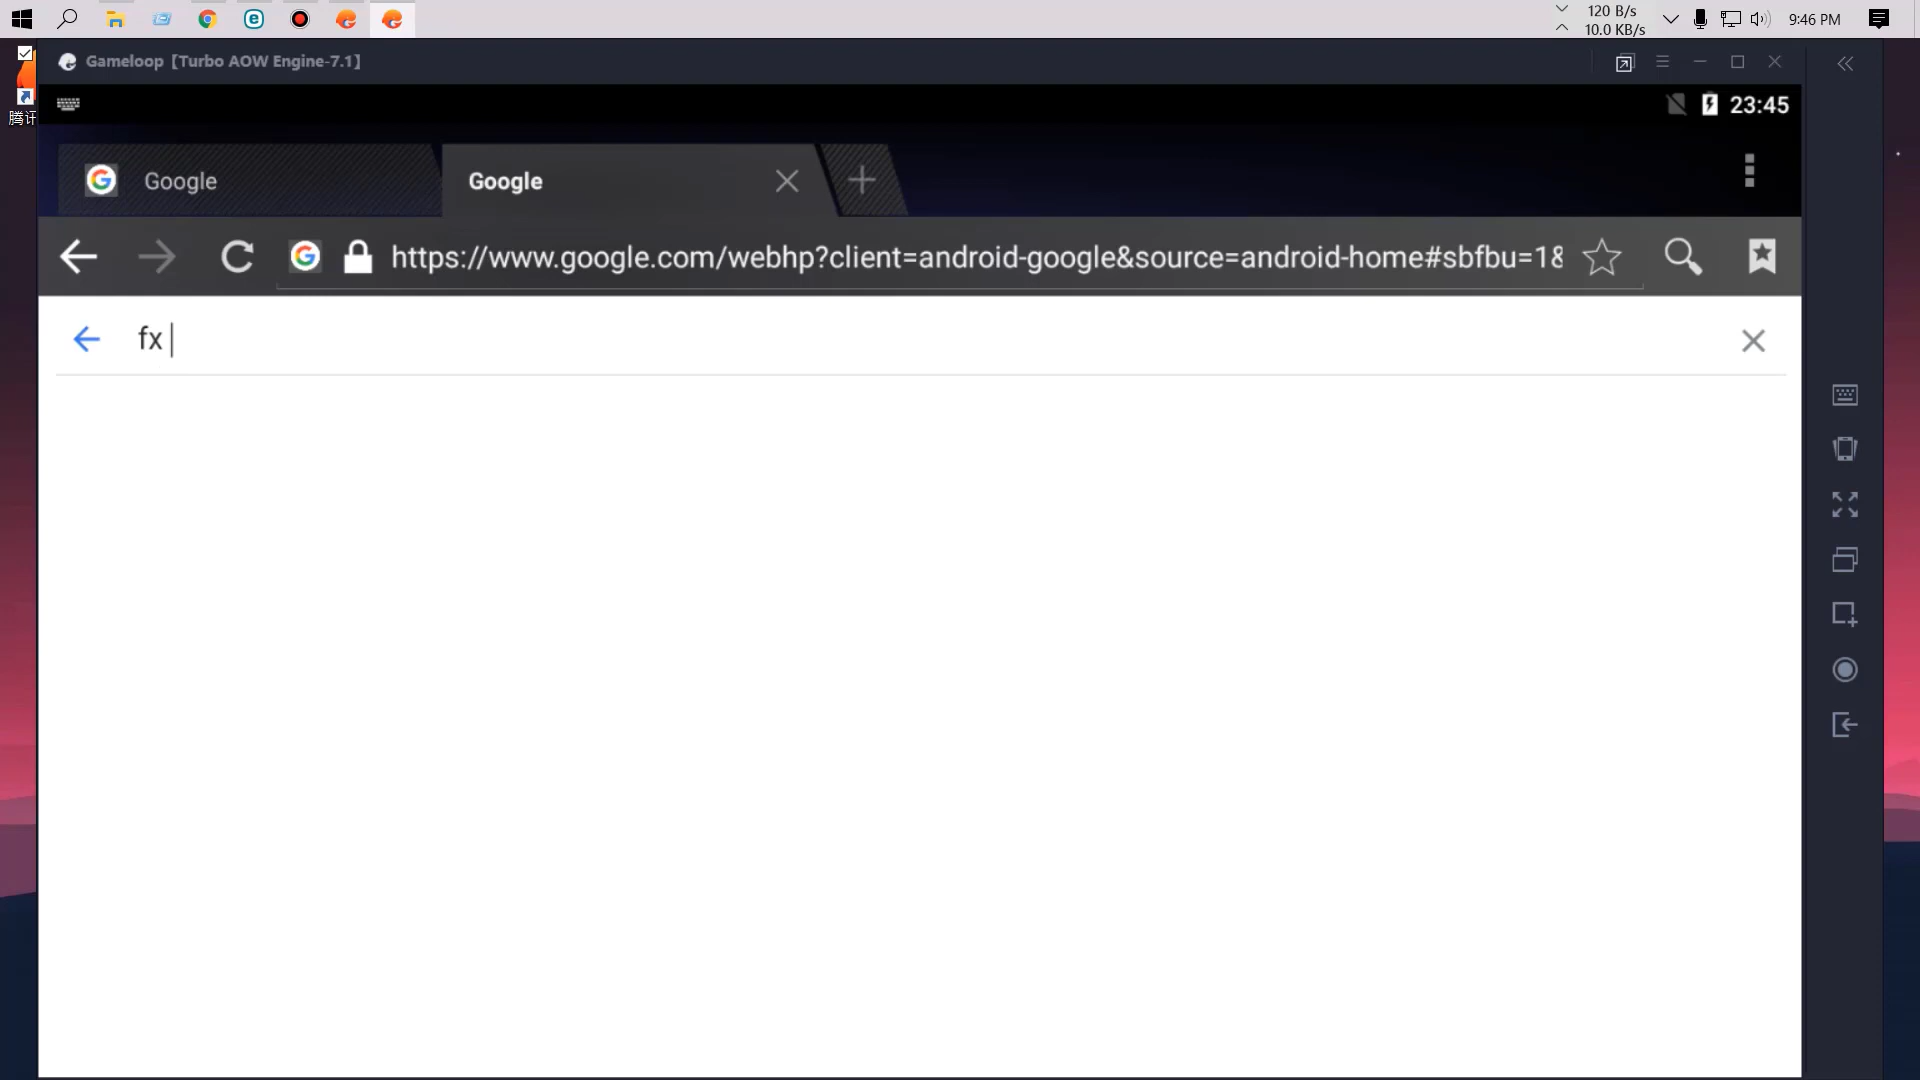 120 B/s
10.0 KB/s
9:46 PM
Gameloop【Turbo AOW Engine-7.1】
腾讯
23:45
Google
Google
https://www.google.com/webhp?client=android-google&source=android-home#sbfbu=1&
fx